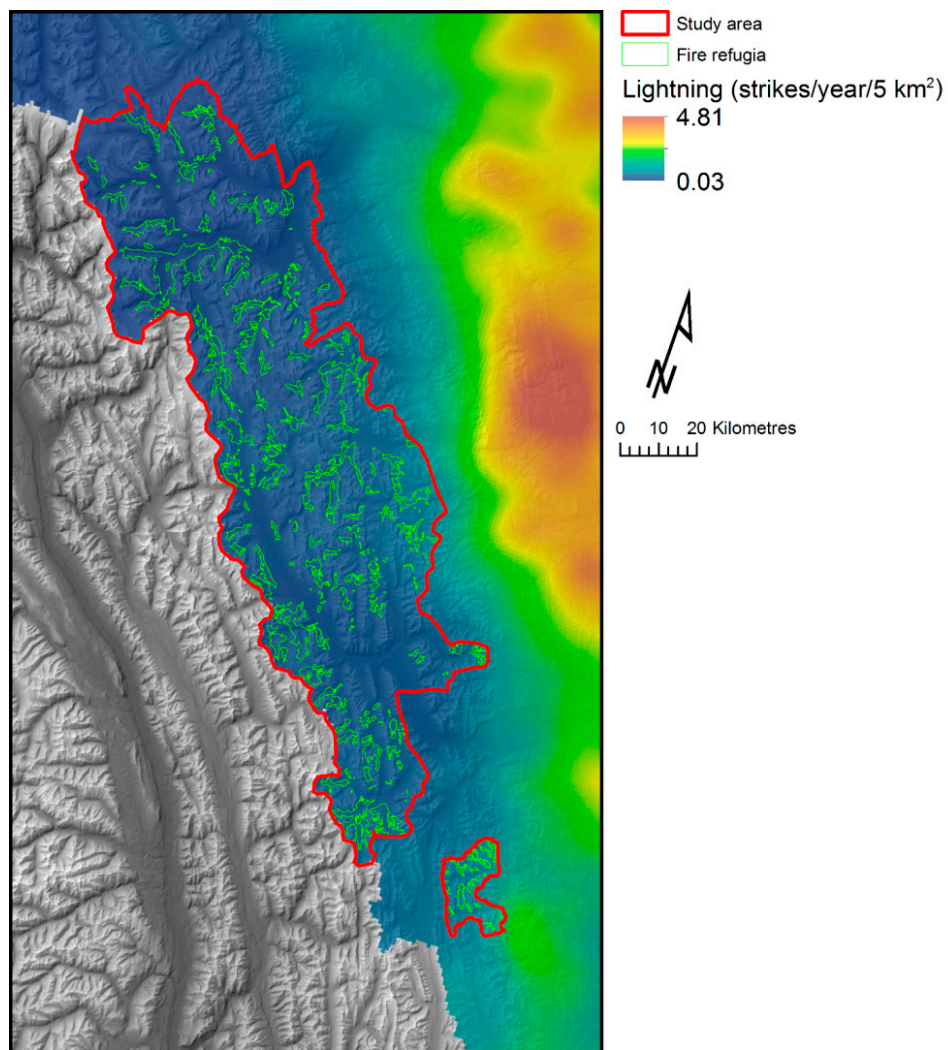 Study area
Fire refugia
Lightning (strikes/year/5 km²)
4.81
0.03
N
0 10 20 Kilometres